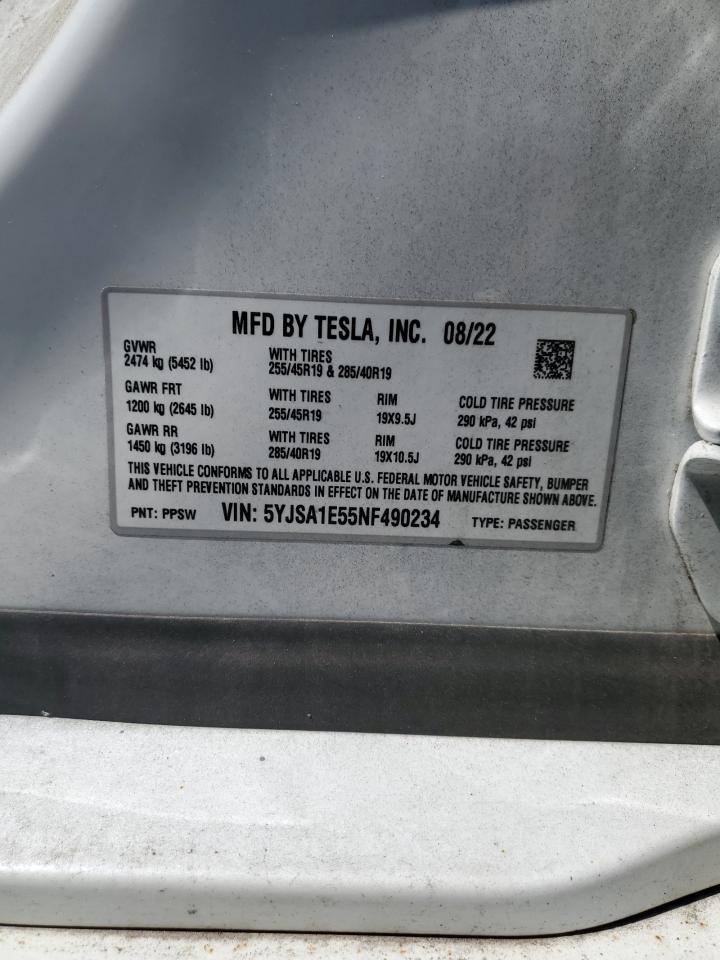 MFD BY TESLA, INC. 08/22
GVWR
2474 kg (5452 lb)
WITH TIRES
255/45R19 & 285/40R19
GAWR FRT
1200 kg (2645 lb)
255/45R19
RIM
19X9.5J
COLD TIRE PRESSURE
290 kPa, 42 psi
GAWR RR
1450 kg (3196 lb)
WITH TIRES
285/40R19
RIM
19X10.5J
COLD TIRE PRESSURE
290 kPa, 42 psi
THIS VEHICLE CONFORMS TO ALL APPLICABLE U.S. FEDERAL MOTOR VEHICLE SAFETY, BUMPER
AND THEFT PREVENTION STANDARDS IN EFFECT ON THE DATE OF MANUFACTURE SHOWN ABOVE.
PNT: PPSW VIN: 5YJSA1E55NF490234 TYPE: PASSENGER